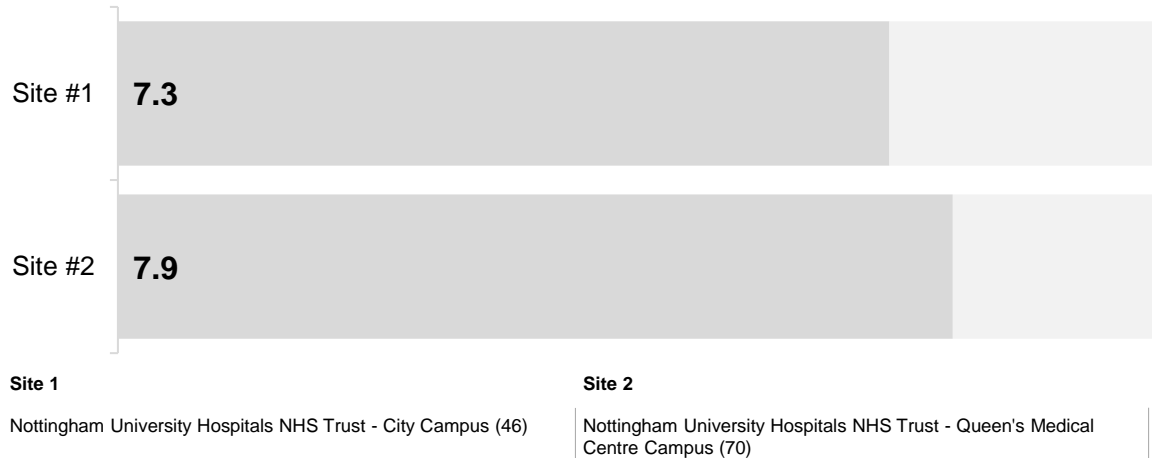 Site #1
7.3
Site #2
7.9
Site 1
Site 2
Nottingham University Hospitals NHS Trust - City Campus (46)
Nottingham University Hospitals NHS Trust - Queen's Medical
Centre Campus (70)